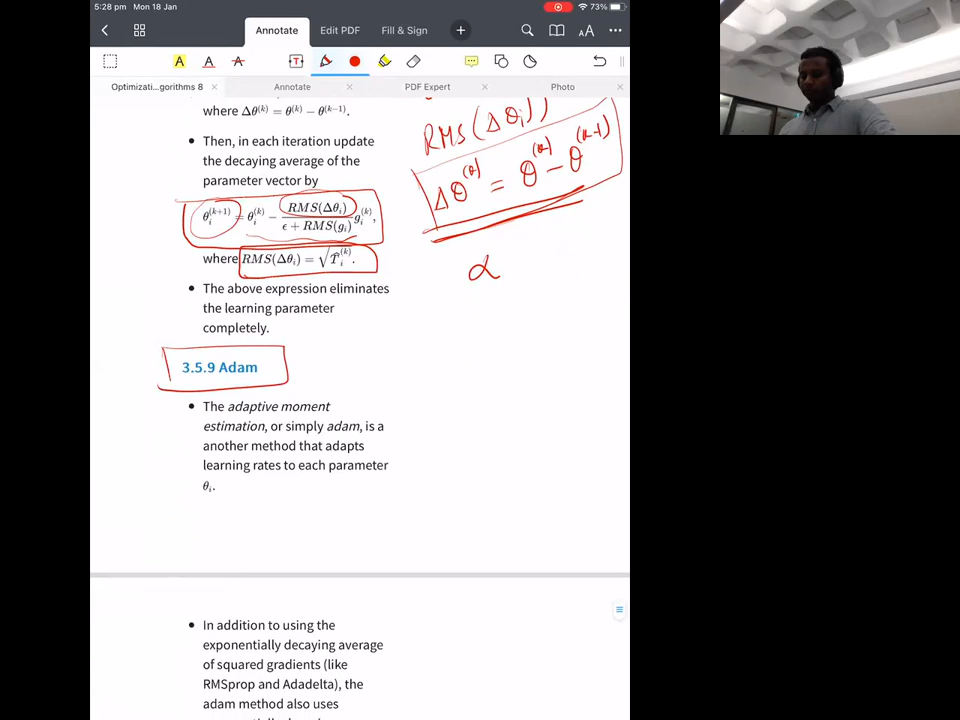 5:28 pm Mon 18 Jan
73%
Annotate
Edit PDF
Fill & Sign
Optimizati...gorithms 8
Annotate
PDF Expert
Photo
where Δθ^(k) = θ^(k) − θ^(k−1).
• Then, in each iteration update
the decaying average of the
parameter vector by
θ_i^(k+1) = θ_i^(k) − RMS(Δθ_i) / (ϵ + RMS(g_i)) g_i^(k),
where RMS(Δθ_i) = √T̂_i^(k).
• The above expression eliminates
the learning parameter
completely.
3.5.9 Adam
• The adaptive moment
estimation, or simply adam, is a
another method that adapts
learning rates to each parameter
θ_i.
• In addition to using the
exponentially decaying average
of squared gradients (like
RMSprop and Adadelta), the
adam method also uses
RMS(Δθ_i)
Δθ^(k) = θ^(k) − θ^(k−1)
α